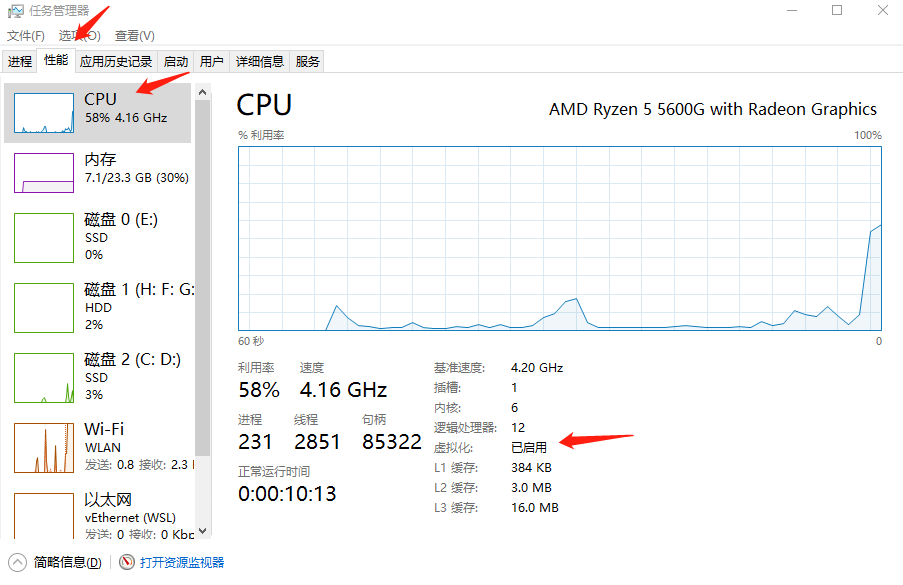 任务管理器
文件(F) 选项(O) 查看(V)
进程 性能 应用历史记录 启动 用户 详细信息 服务
CPU
58% 4.16 GHz
内存
7.1/23.3 GB (30%)
磁盘 0 (E:)
SSD
0%
磁盘 1 (H: F: G:
HDD
2%
磁盘 2 (C: D:)
SSD
3%
Wi-Fi
WLAN
发送: 0.8 接收: 2.3
以太网
vEthernet (WSL)
发送: 0 接收: 0 Kbp
CPU
AMD Ryzen 5 5600G with Radeon Graphics
% 利用率 100%
60 秒 0
利用率 速度
58% 4.16 GHz
进程 线程 句柄
231 2851 85322
正常运行时间
0:00:10:13
基准速度: 4.20 GHz
插槽: 1
内核: 6
逻辑处理器: 12
虚拟化: 已启用
L1 缓存: 384 KB
L2 缓存: 3.0 MB
L3 缓存: 16.0 MB
简略信息(D) 打开资源监视器